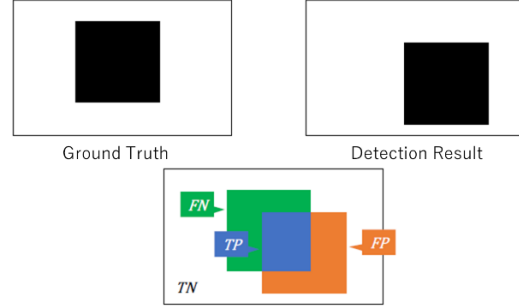 Ground Truth
Detection Result
FN
TP
FP
TN